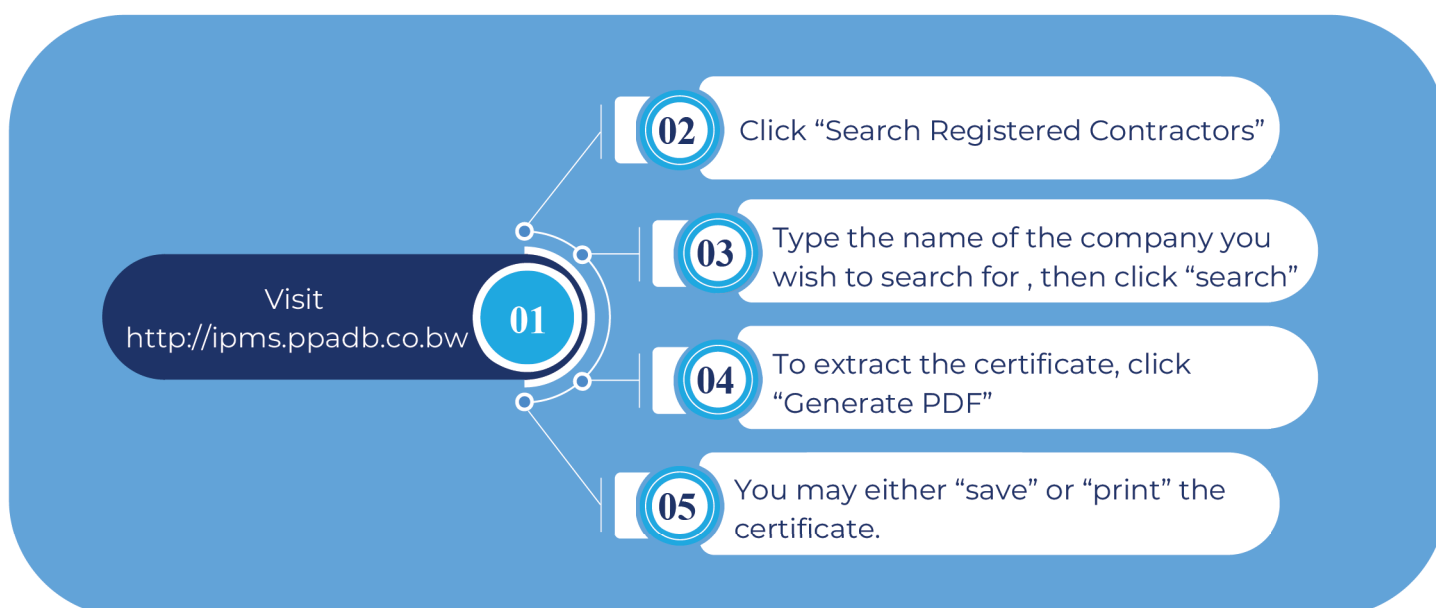 Visit
http://ipms.ppadb.co.bw
01
02
Click “Search Registered Contractors”
03
Type the name of the company you
wish to search for , then click “search”
04
To extract the certificate, click
“Generate PDF”
05
You may either “save” or “print” the
certificate.